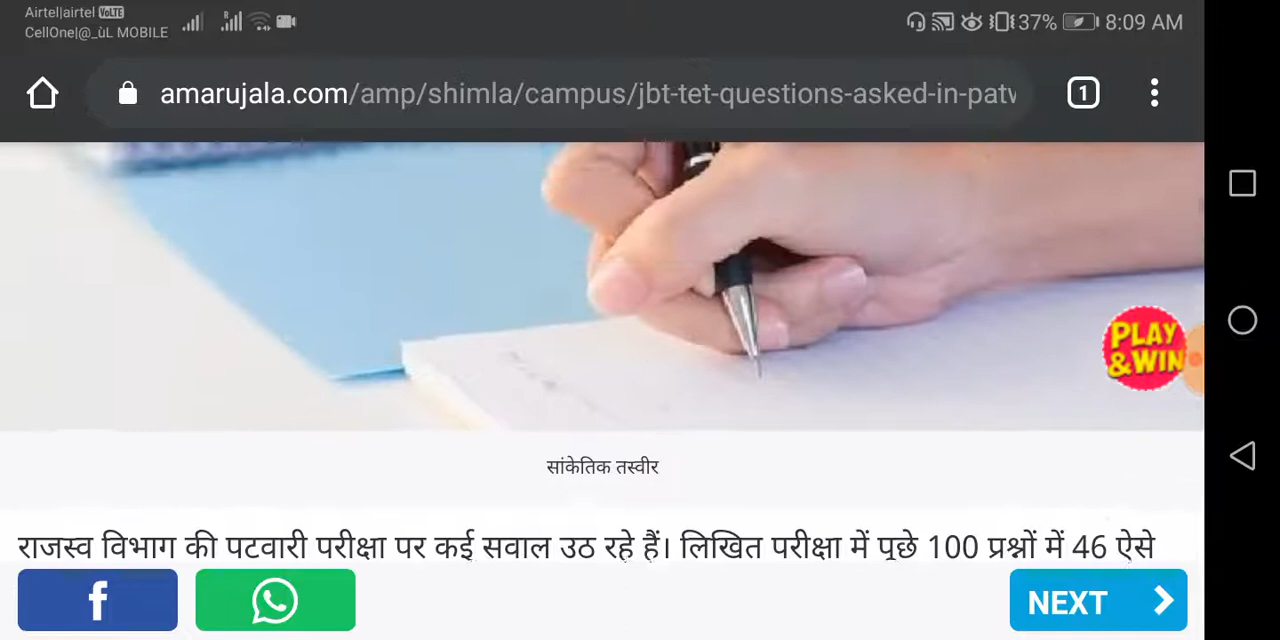 Airtel|airtel VoLTE
CellOne|@_ùL MOBILE
37% 8:09 AM
amarujala.com/amp/shimla/campus/jbt-tet-questions-asked-in-patw
1
PLAY
&WIN
सांकेतिक तस्वीर
राजस्व विभाग की पटवारी परीक्षा पर कई सवाल उठ रहे हैं। लिखित परीक्षा में पूछे 100 प्रश्नों में 46 ऐसे
f
NEXT